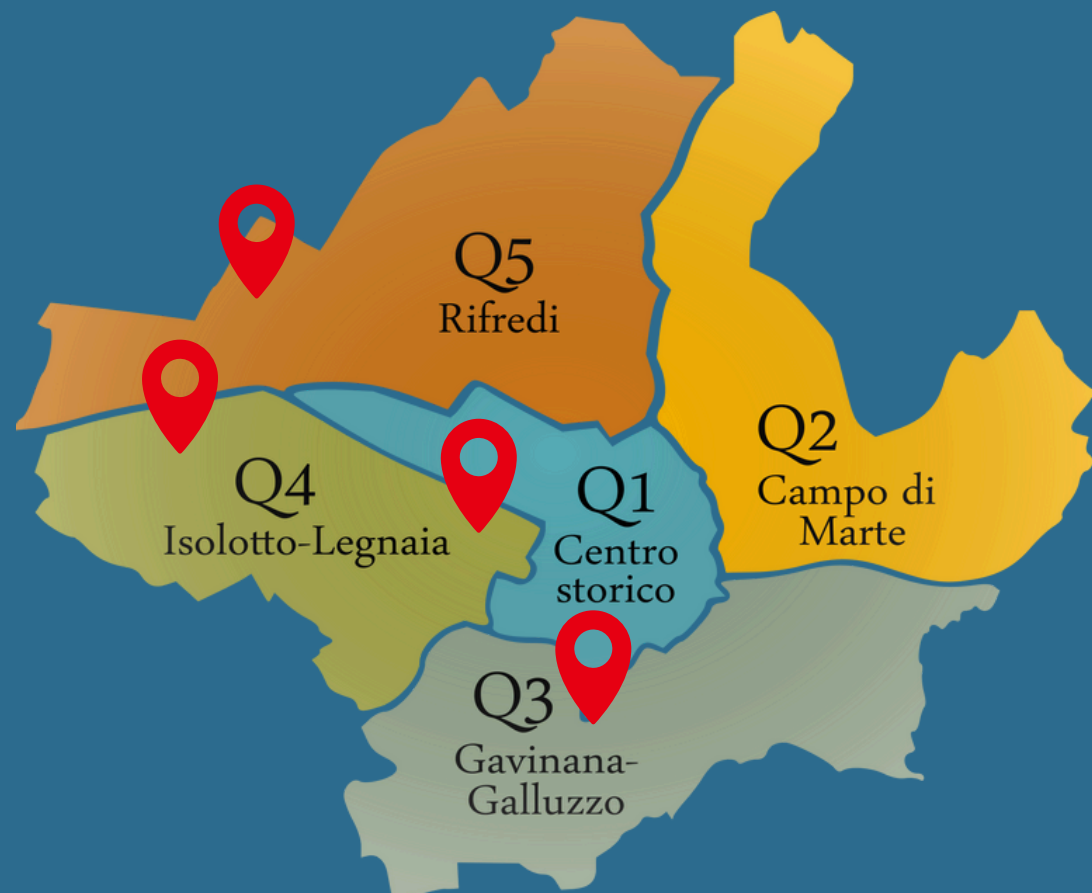 Q5
Rifredi
Q2
Campo di
Marte
Q4
Isolotto-Legnaia
Q1
Centro
storico
Q3
Gavinana-
Galluzzo